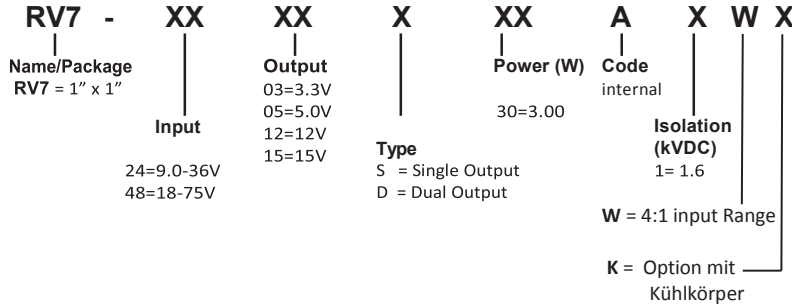 RV7 - XX XX X XX A X W X
Name/Package
RV7 = 1” x 1”
Input
24=9.0-36V
48=18-75V
Output
03=3.3V
05=5.0V
12=12V
15=15V
Type
S = Single Output
D = Dual Output
Power (W)
30=3.00
Code
internal
Isolation
(kVDC)
1= 1.6
W = 4:1 input Range
K = Option mit
Kühlkörper